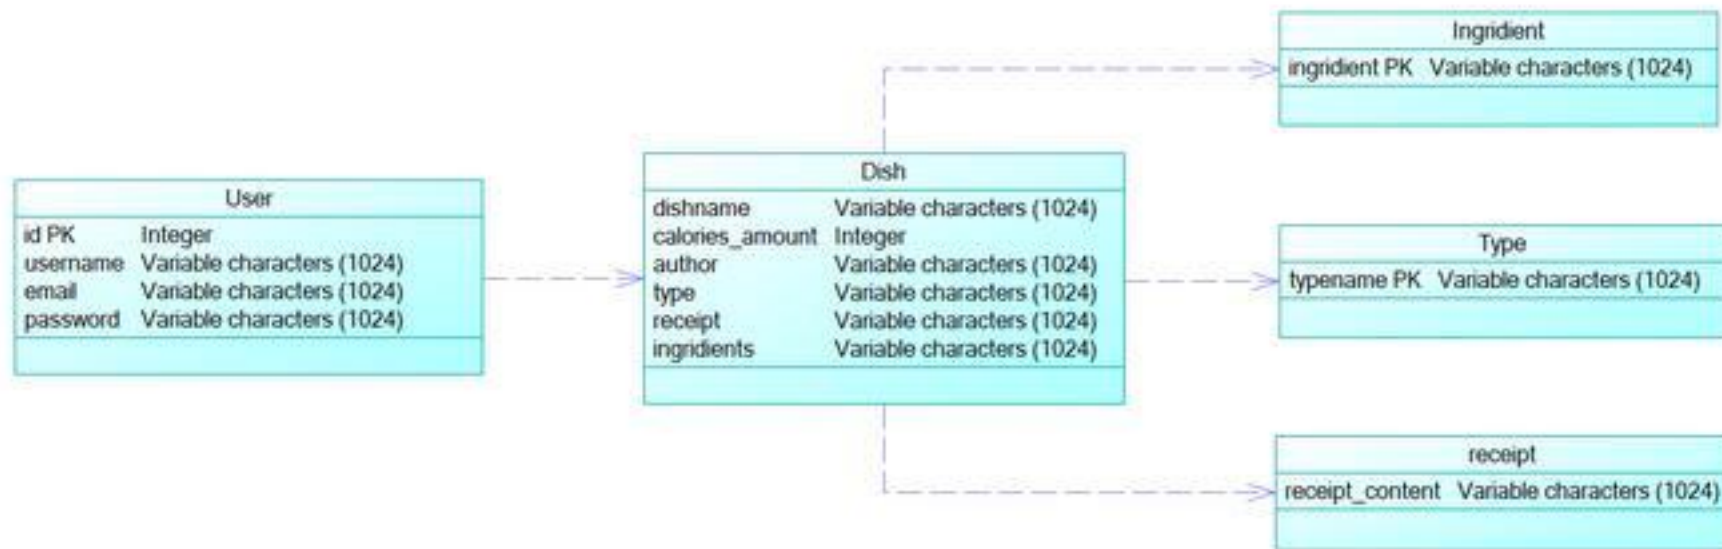 User
id PK Integer
username Variable characters (1024)
email Variable characters (1024)
password Variable characters (1024)
Dish
dishname Variable characters (1024)
calories_amount Integer
author Variable characters (1024)
type Variable characters (1024)
receipt Variable characters (1024)
ingridients Variable characters (1024)
Ingridient
ingridient PK Variable characters (1024)
Type
typename PK Variable characters (1024)
receipt
receipt_content Variable characters (1024)